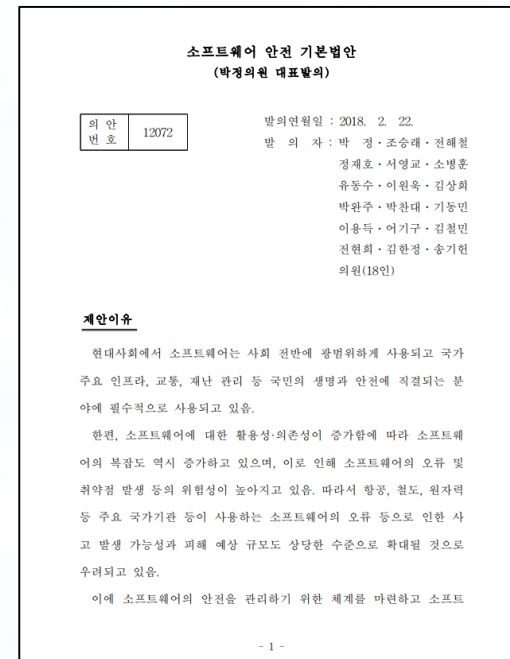 소프트웨어 안전 기본법안
(박정의원 대표발의)
의 안
번 호
12072
발의연월일 : 2018. 2. 22.
발 의 자 : 박 정·조승래·전해철
정재호·서영교·소병훈
유동수·이원욱·김상희
박완주·박찬대·기동민
이용득·어기구·김철민
전현희·김한정·송기헌
의원(18인)
제안이유
현대사회에서 소프트웨어는 사회 전반에 광범위하게 사용되고 국가
주요 인프라, 교통, 재난 관리 등 국민의 생명과 안전에 직결되는 분
야에 필수적으로 사용되고 있음.
한편, 소프트웨어에 대한 활용성·의존성이 증가함에 따라 소프트웨
어의 복잡도 역시 증가하고 있으며, 이로 인해 소프트웨어의 오류 및
취약점 발생 등의 위험성이 높아지고 있음. 따라서 항공, 철도, 원자력
등 주요 국가기관 등이 사용하는 소프트웨어의 오류 등으로 인한 사
고 발생 가능성과 피해 예상 규모도 상당한 수준으로 확대될 것으로
우려되고 있음.
이에 소프트웨어의 안전을 관리하기 위한 체계를 마련하고 소프트
- 1 -